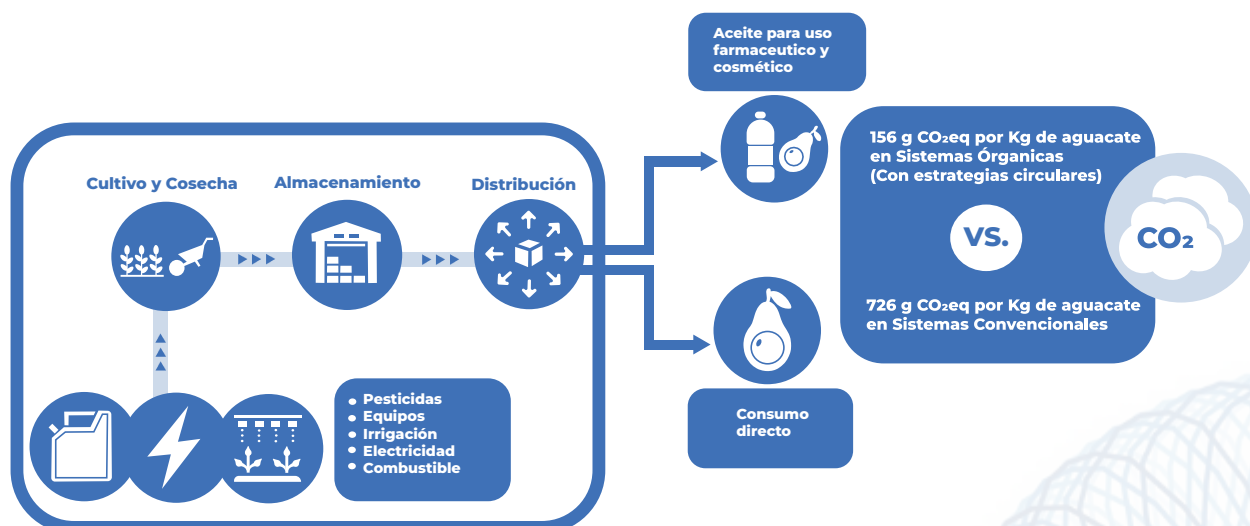 Aceite para uso
farmaceutico y
cosmético
Cultivo y Cosecha
Almacenamiento
Distribución
156 g CO₂eq por Kg de aguacate
en Sistemas Órganicas
(Con estrategias circulares)
VS.
CO₂
726 g CO₂eq por Kg de aguacate
en Sistemas Convencionales
Pesticidas
Equipos
Irrigación
Electricidad
Combustible
Consumo
directo